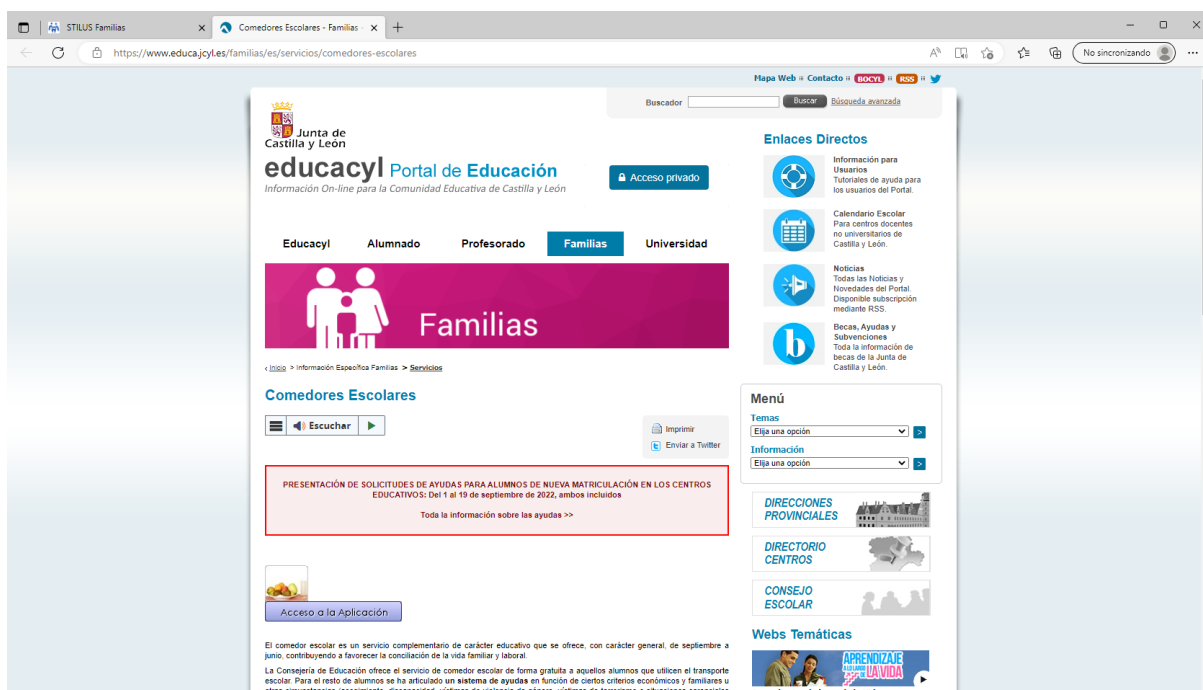 STILUS Familias
Comedores Escolares - Familias -
https://www.educa.jcyl.es/familias/es/servicios/comedores-escolares
No sincronizando
Mapa Web Contacto BOCYL RSS
Buscador Buscar Búsqueda avanzada
Junta de
Castilla y León
educacyl Portal de Educación
Información On-line para la Comunidad Educativa de Castilla y León
Acceso privado
Educacyl Alumnado Profesorado Familias Universidad
Familias
‹ Inicio > Información Específica Familias > Servicios
Comedores Escolares
Escuchar
Imprimir
Enviar a Twitter
PRESENTACIÓN DE SOLICITUDES DE AYUDAS PARA ALUMNOS DE NUEVA MATRICULACIÓN EN LOS CENTROS
EDUCATIVOS: Del 1 al 19 de septiembre de 2022, ambos incluidos
Toda la información sobre las ayudas >>
Acceso a la Aplicación
El comedor escolar es un servicio complementario de carácter educativo que se ofrece, con carácter general, de septiembre a
junio, contribuyendo a favorecer la conciliación de la vida familiar y laboral.
La Consejería de Educación ofrece el servicio de comedor escolar de forma gratuita a aquellos alumnos que utilicen el transporte
escolar. Para el resto de alumnos se ha articulado un sistema de ayudas en función de ciertos criterios económicos y familiares u
Enlaces Directos
Información para
Usuarios
Tutoriales de ayuda para
los usuarios del Portal.
Calendario Escolar
Para centros docentes
no universitarios de
Castilla y León.
Noticias
Todas las Noticias y
Novedades del Portal.
Disponible subscripción
mediante RSS.
Becas, Ayudas y
Subvenciones
Toda la información de
becas de la Junta de
Castilla y León.
Menú
Temas
Elija una opción >
Información
Elija una opción >
DIRECCIONES
PROVINCIALES
DIRECTORIO
CENTROS
CONSEJO
ESCOLAR
Webs Temáticas
APRENDIZAJE
A LO LARGO
DE LA VIDA